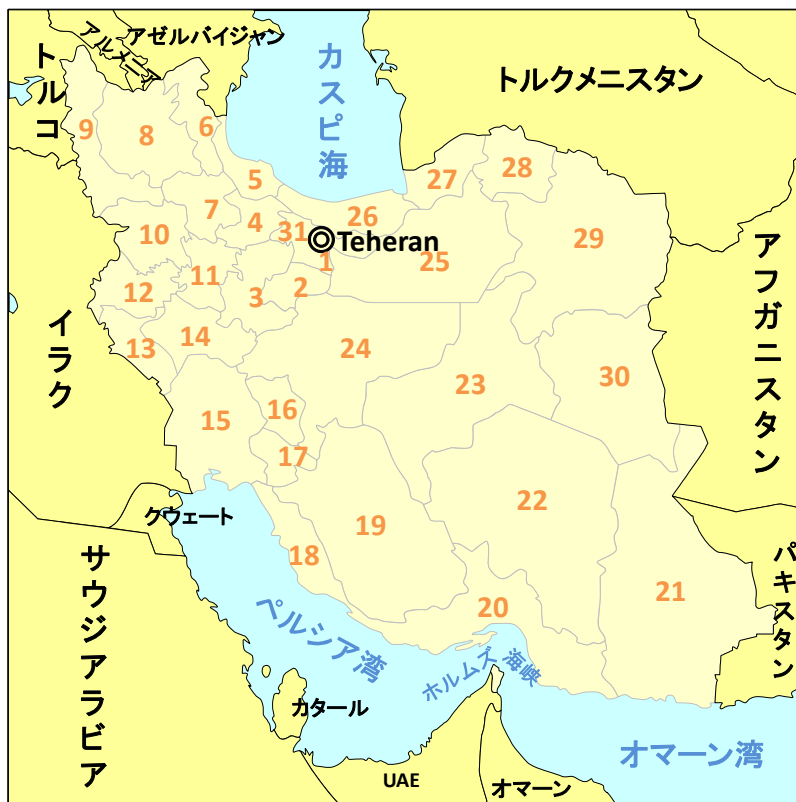 アゼルバイジャン
アルメニア
トルコ
カスピ海
トルクメニスタン
9
8
6
5
27
28
7
4
26
10
31
Teheran
29
1
25
11
12
2
3
アフガニスタン
イラク
13
14
24
23
30
16
15
17
22
クウェート
19
18
パキスタン
サウジアラビア
20
21
ペルシア湾
ホルムズ海峡
カタール
オマーン湾
UAE
オマーン